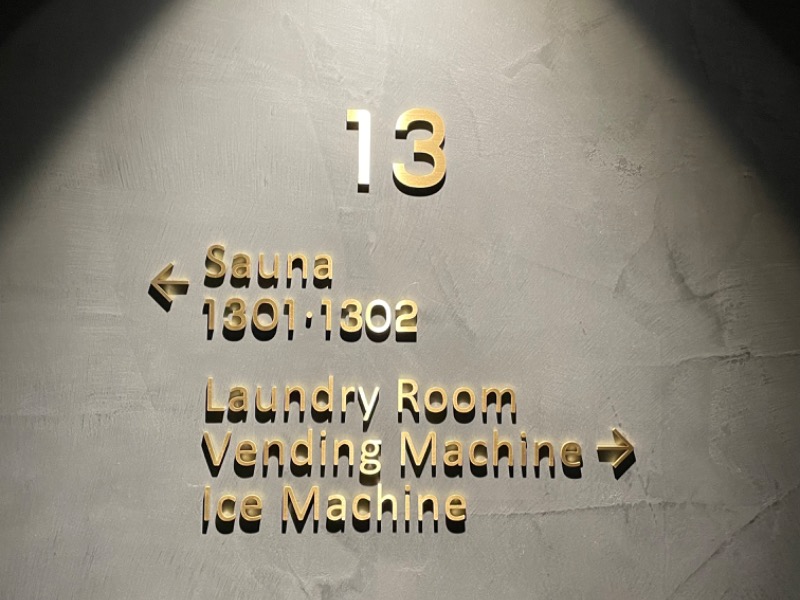 13
← Sauna
1301·1302
Laundry Room
Vending Machine →
Ice Machine